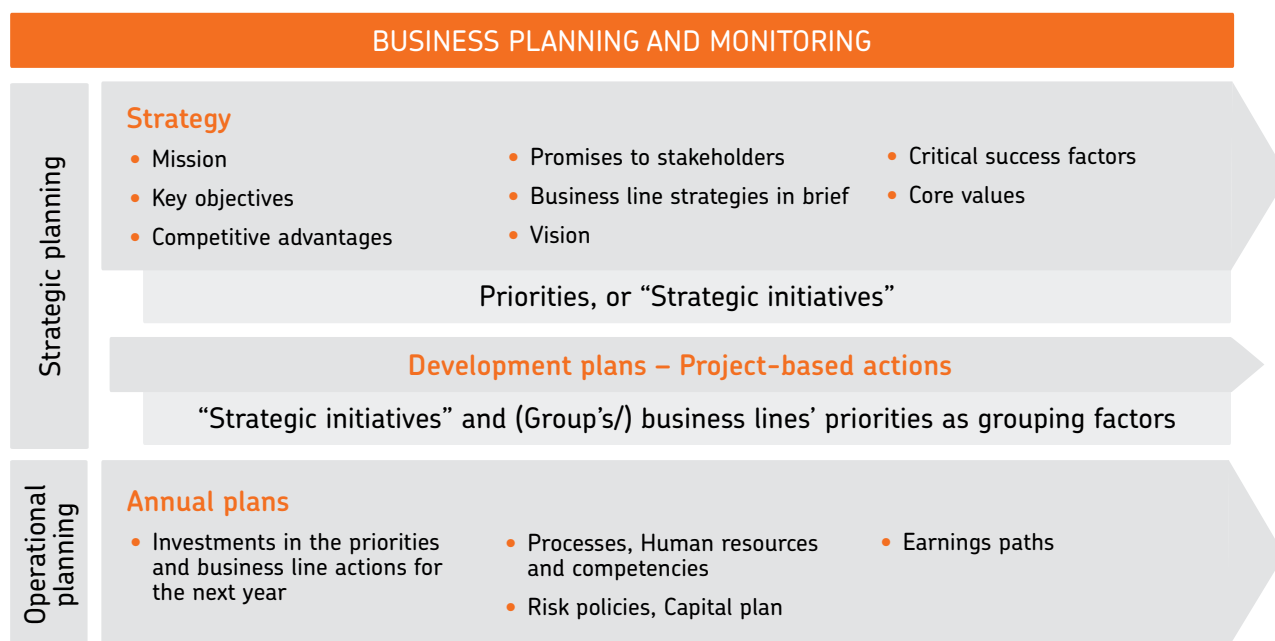 BUSINESS PLANNING AND MONITORING
Strategic planning
Strategy
• Mission
• Key objectives
• Competitive advantages
• Promises to stakeholders
• Business line strategies in brief
• Vision
• Critical success factors
• Core values
Priorities, or “Strategic initiatives”
Development plans – Project-based actions
“Strategic initiatives” and (Group’s/) business lines’ priorities as grouping factors
Operational
planning
Annual plans
• Investments in the priorities
and business line actions for
the next year
• Processes, Human resources
and competencies
• Risk policies, Capital plan
• Earnings paths